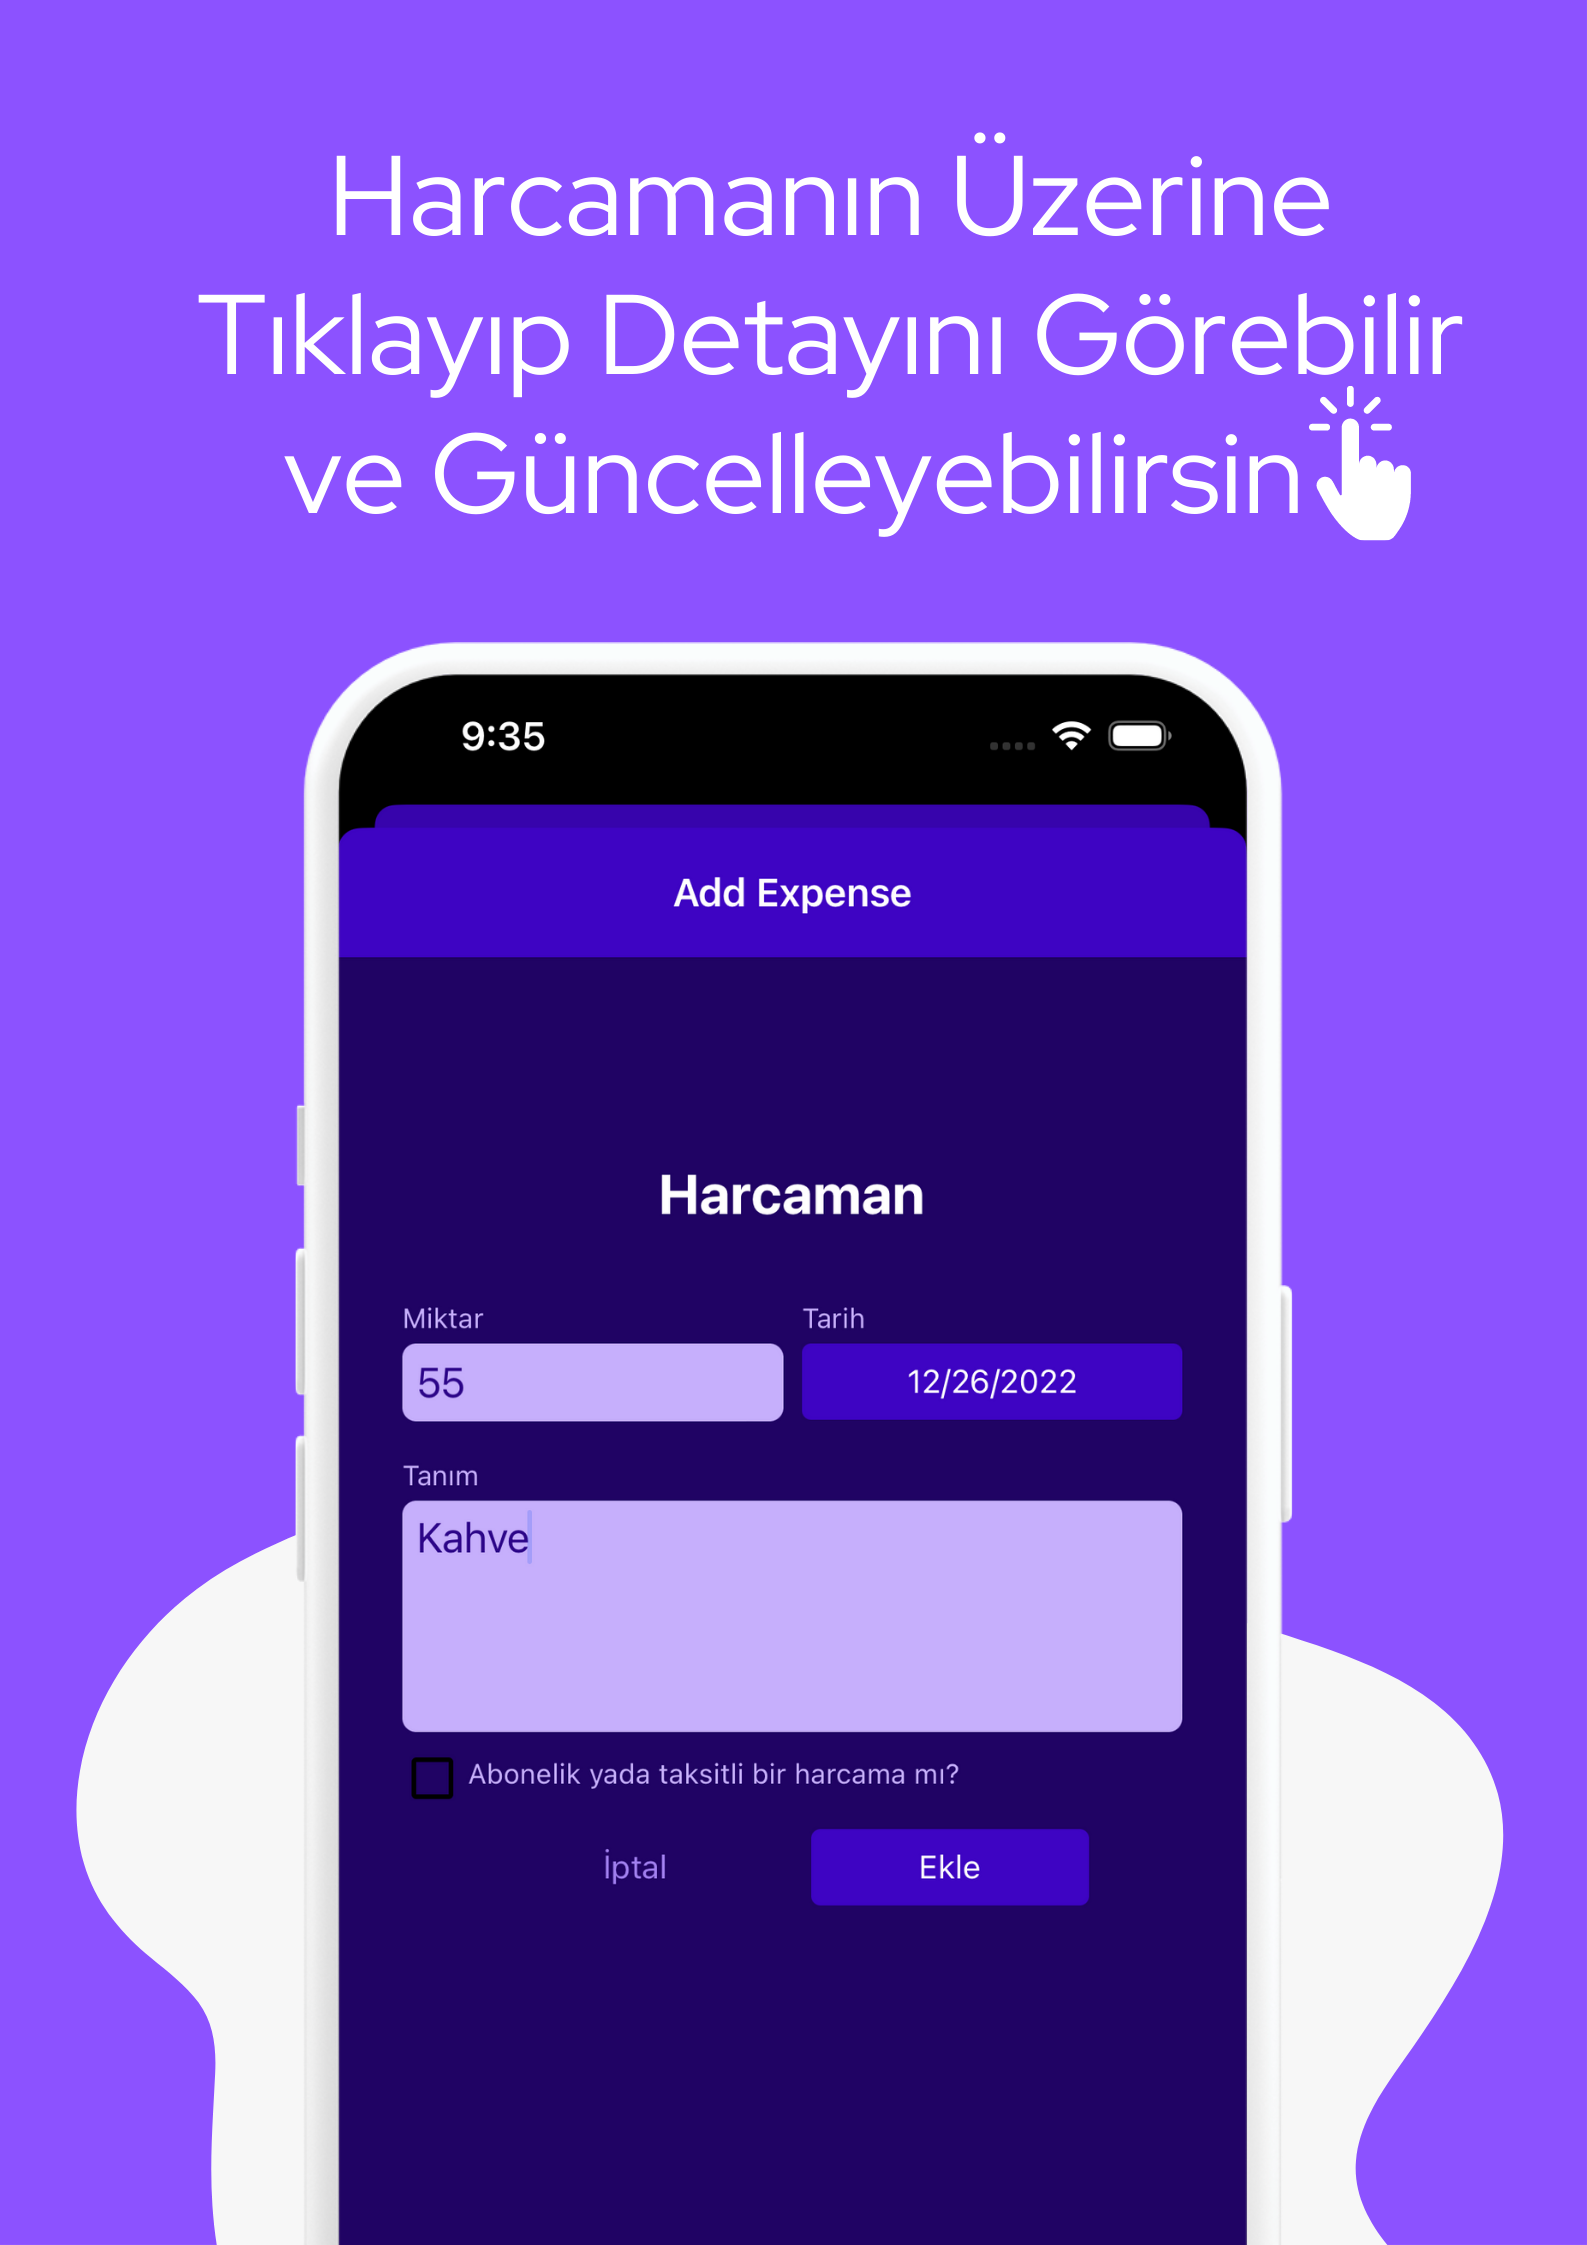 Harcamanın Üzerine
Tıklayıp Detayını Görebilir
ve Güncelleyebilirsin
9:35
Add Expense
Harcaman
Miktar
Tarih
55
12/26/2022
Tanım
Kahve
Abonelik yada taksitli bir harcama mı?
İptal
Ekle